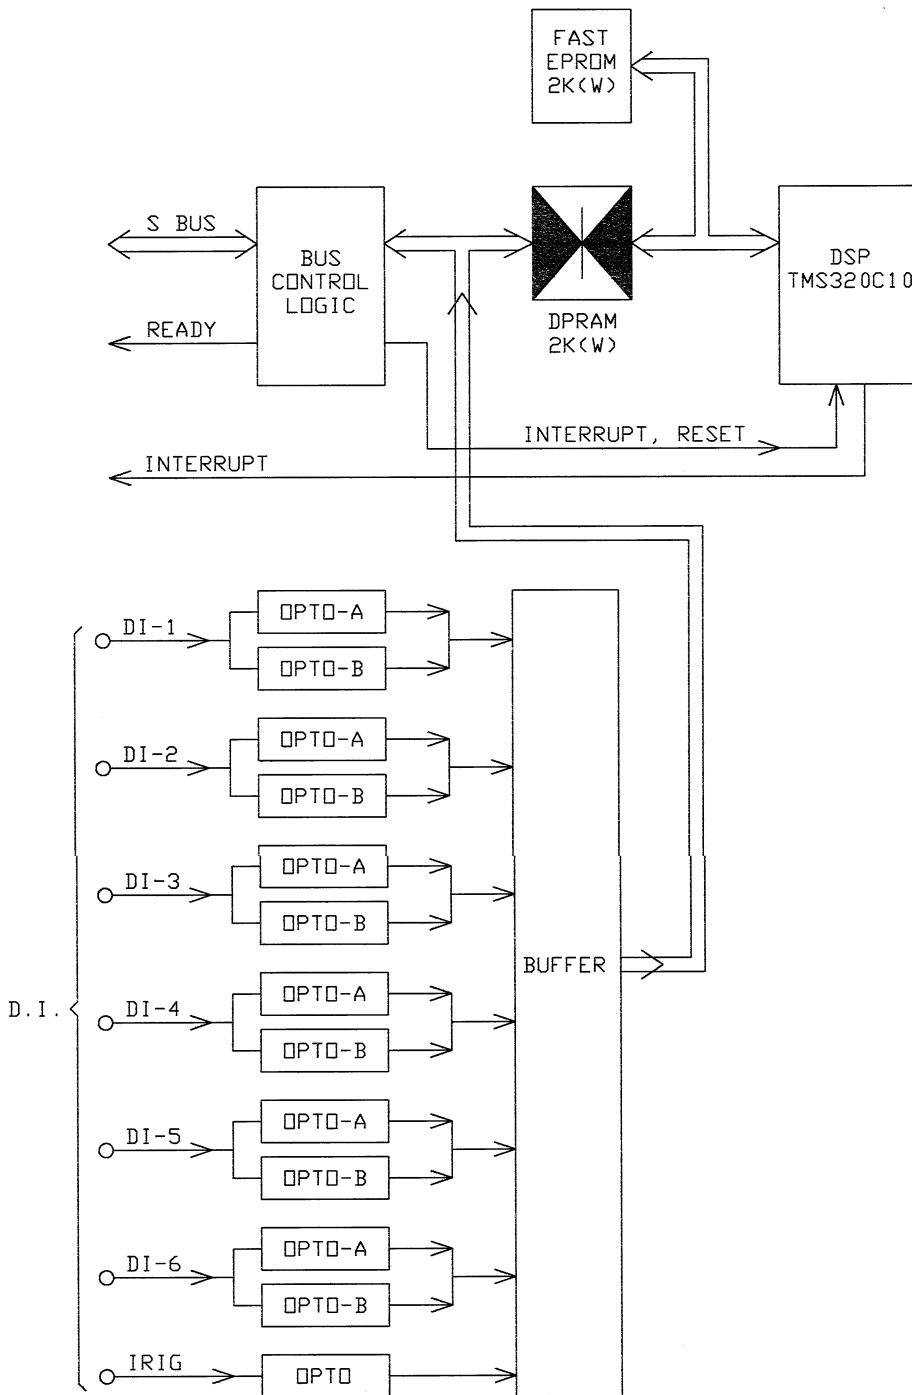 FAST
EPROM
2K(W)
S BUS
BUS
CONTROL
LOGIC
DSP
TMS320C10
READY
DPRAM
2K(W)
INTERRUPT, RESET
INTERRUPT
DI-1
OPTO-A
OPTO-B
DI-2
OPTO-A
OPTO-B
DI-3
OPTO-A
OPTO-B
BUFFER
D.I.
DI-4
OPTO-A
OPTO-B
DI-5
OPTO-A
OPTO-B
DI-6
OPTO-A
OPTO-B
IRIG
OPTO